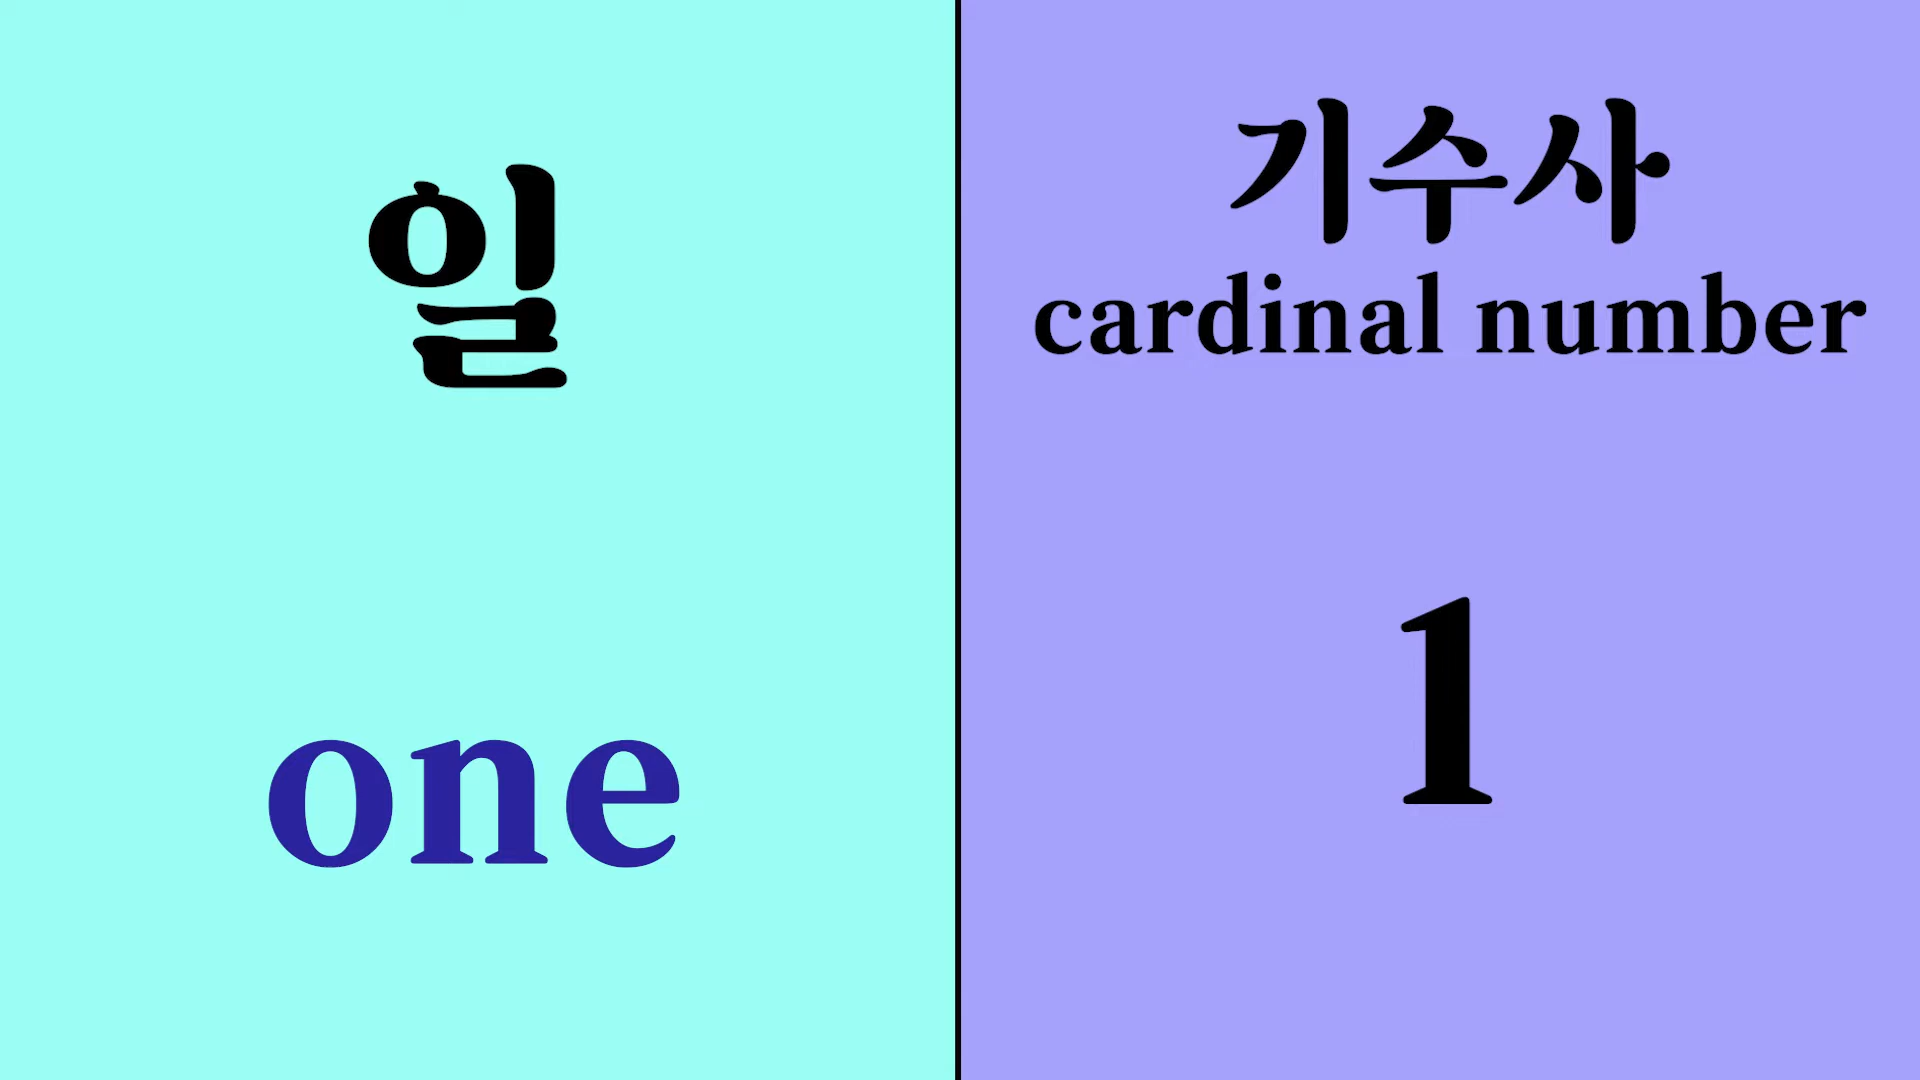 일
one
기수사
cardinal number
1